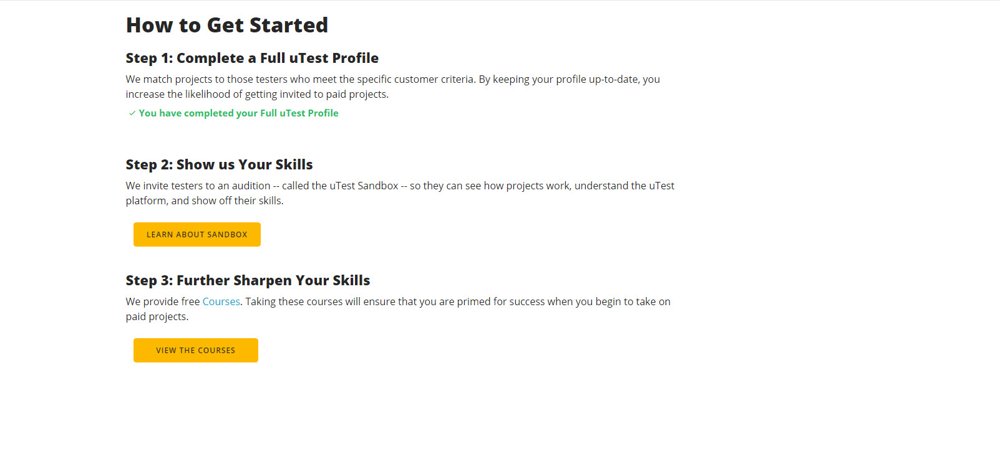 How to Get Started
Step 1: Complete a Full uTest Profile
We match projects to those testers who meet the specific customer criteria. By keeping your profile up-to-date, you
increase the likelihood of getting invited to paid projects.
✓ You have completed your Full uTest Profile
Step 2: Show us Your Skills
We invite testers to an audition -- called the uTest Sandbox -- so they can see how projects work, understand the uTest
platform, and show off their skills.
LEARN ABOUT SANDBOX
Step 3: Further Sharpen Your Skills
We provide free Courses. Taking these courses will ensure that you are primed for success when you begin to take on
paid projects.
VIEW THE COURSES